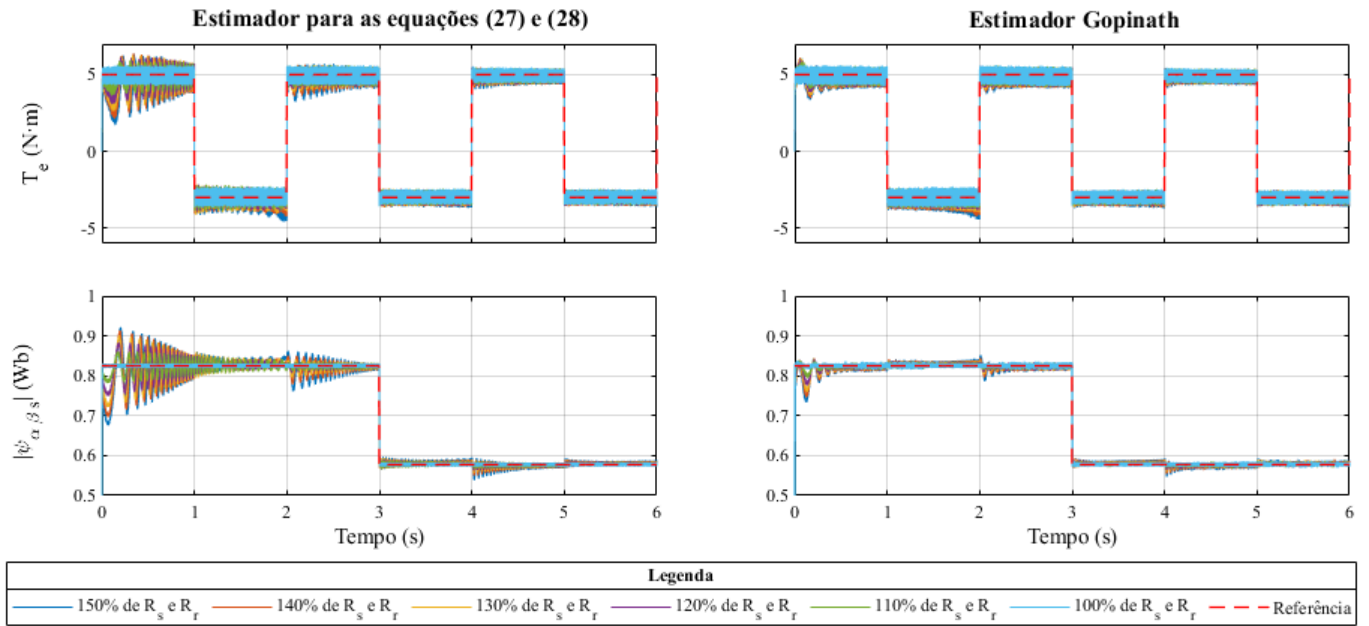 Estimador para as equações (27) e (28)
Estimador Gopinath
T_e (N·m)
5
0
-5
5
0
-5
|ψ_α β s| (Wb)
1
0.9
0.8
0.7
0.6
0.5
0 1 2 3 4 5 6
Tempo (s)
1
0.9
0.8
0.7
0.6
0.5
0 1 2 3 4 5 6
Tempo (s)
Legenda
150% de R_s e R_r 140% de R_s e R_r 130% de R_s e R_r 120% de R_s e R_r 110% de R_s e R_r 100% de R_s e R_r Referência